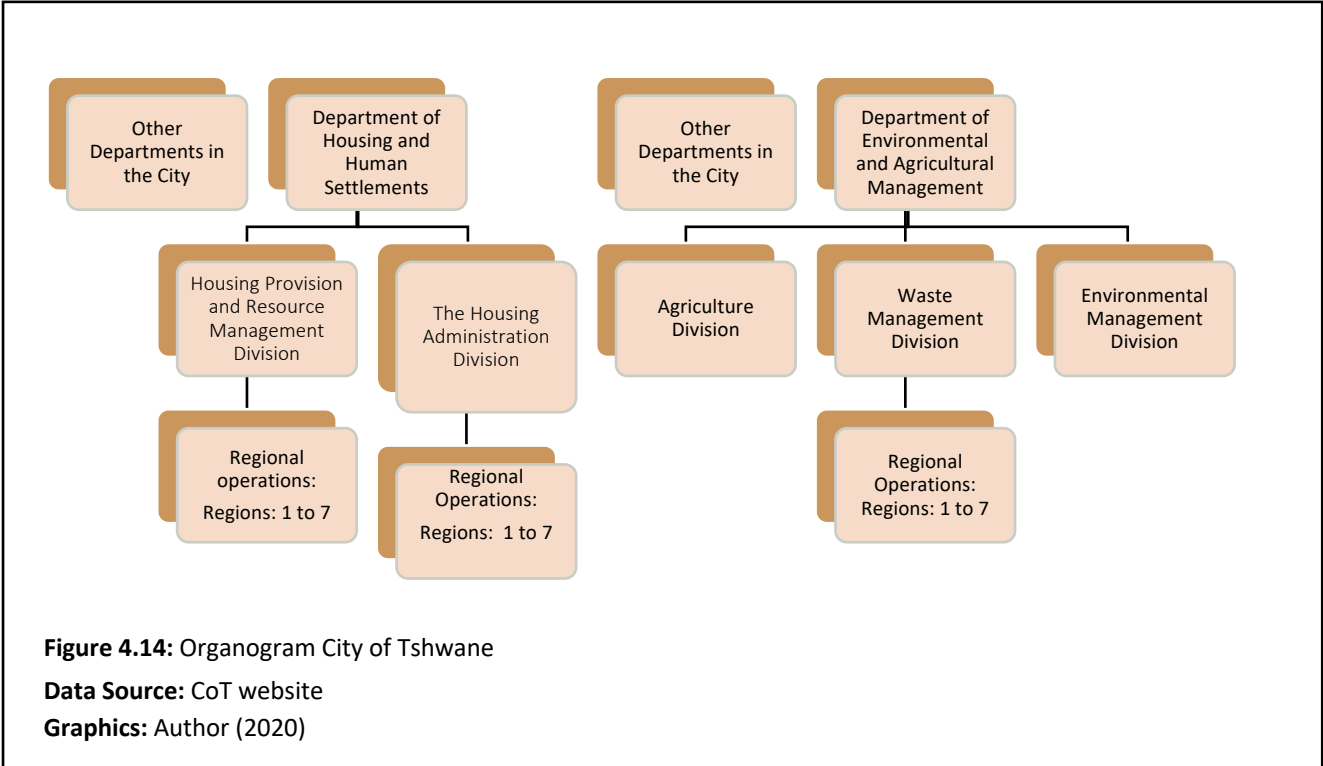 Other
Departments in
the City
Department of
Housing and
Human
Settlements
Other
Departments in
the City
Department of
Environmental
and Agricultural
Management
Housing Provision
and Resource
Management
Division
The Housing
Administration
Division
Agriculture
Division
Waste
Management
Division
Environmental
Management
Division
Regional
operations:
Regions: 1 to 7
Regional
Operations:
Regions:  1 to 7
Regional
Operations:
Regions: 1 to 7
Figure 4.14: Organogram City of Tshwane
Data Source: CoT website
Graphics: Author (2020)